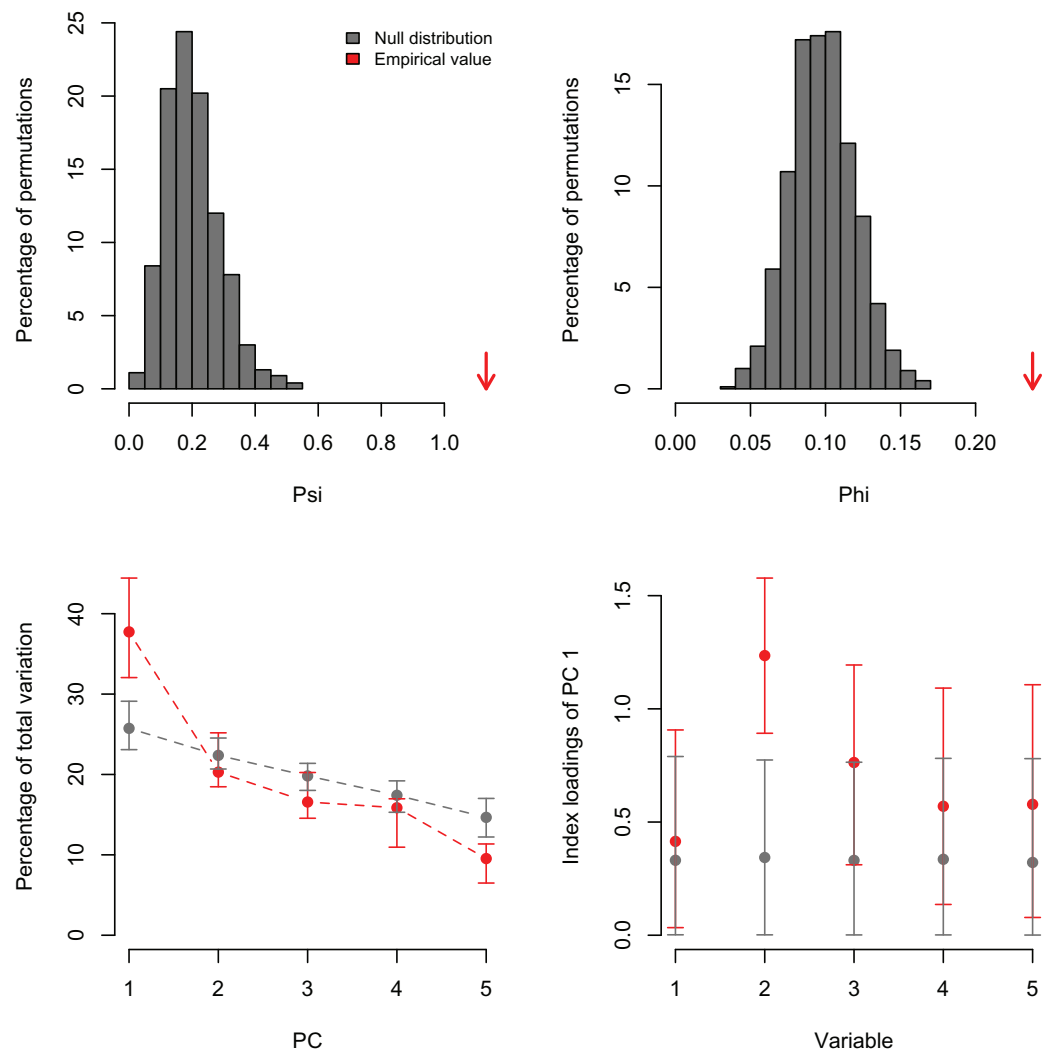 Null distribution
Empirical value
Percentage of permutations
0 5 10 15 20 25
0.0 0.2 0.4 0.6 0.8 1.0
Psi
Percentage of permutations
0 5 10 15
0.00 0.05 0.10 0.15 0.20
Phi
Percentage of total variation
0 10 20 30 40
1 2 3 4 5
PC
Index loadings of PC 1
0.0 0.5 1.0 1.5
1 2 3 4 5
Variable